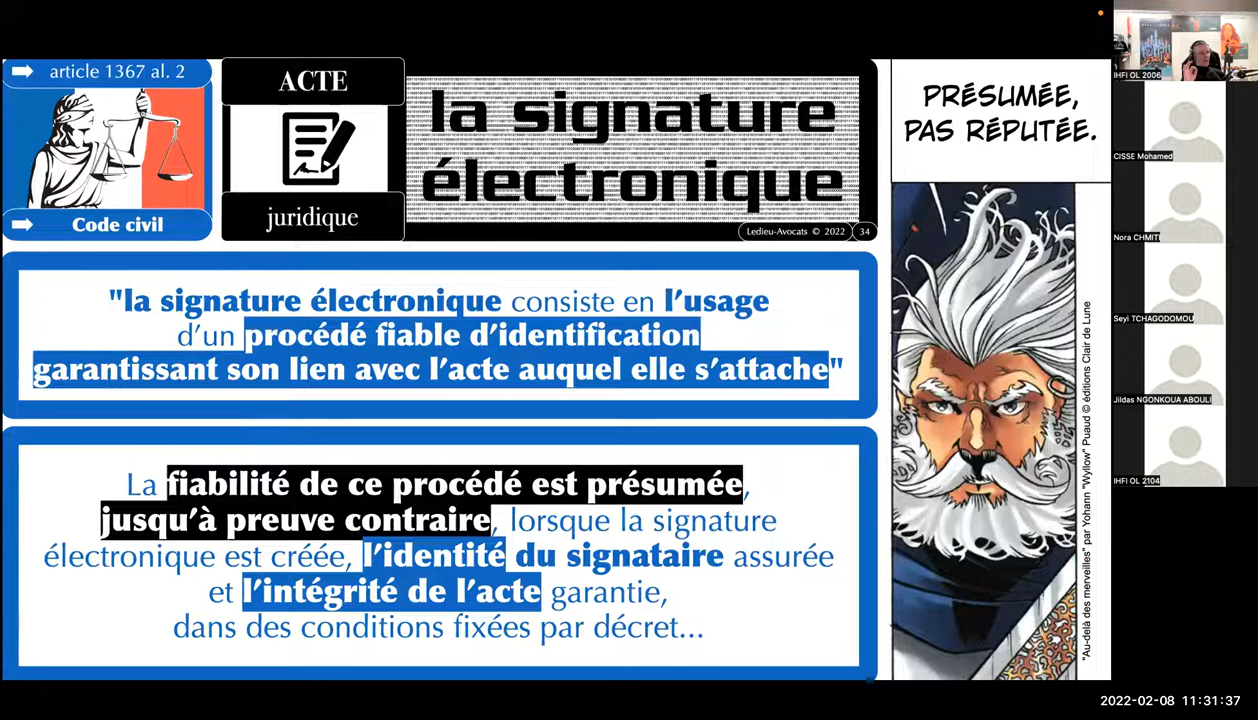 article 1367 al. 2
Code civil
ACTE
juridique
la signature
électronique
Ledieu-Avocats © 2022 34
"la signature électronique consiste en l'usage
d'un procédé fiable d'identification
garantissant son lien avec l'acte auquel elle s'attache"
La fiabilité de ce procédé est présumée,
jusqu'à preuve contraire, lorsque la signature
électronique est créée, l'identité du signataire assurée
et l'intégrité de l'acte garantie,
dans des conditions fixées par décret...
PRÉSUMÉE,
PAS RÉPUTÉE.
"Au-delà des merveilles" par Yohann "Wyllow" Puaud © éditions Clair de Lune
IHFI OL 2006
CISSE Mohamed
Nora CHMITI
Seyi TCHAGODOMOU
Jildas NGONKOUA ABOULI
IHFI OL 2104
2022-02-08 11:31:37